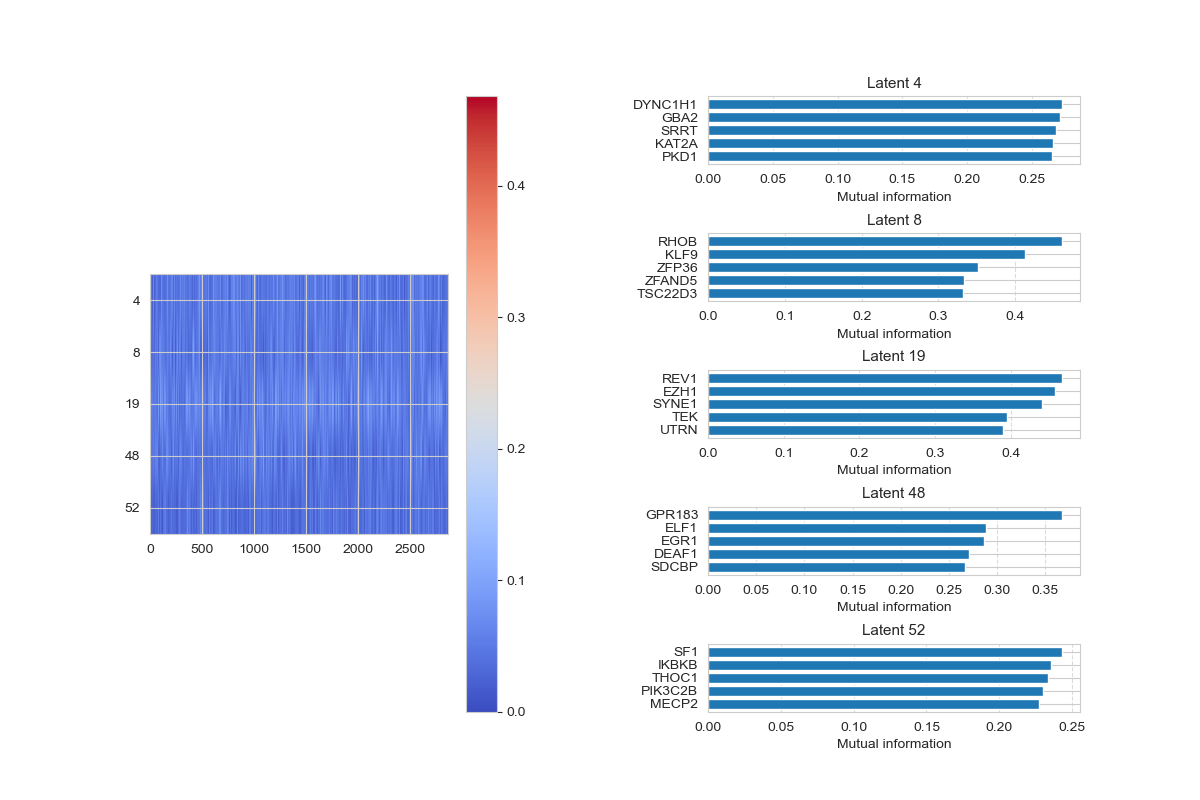 4
8
19
48
52
0 500 1000 1500 2000 2500
0.4
0.3
0.2
0.1
0.0
Latent 4
DYNC1H1
GBA2
SRRT
KAT2A
PKD1
0.00 0.05 0.10 0.15 0.20 0.25
Mutual information
Latent 8
RHOB
KLF9
ZFP36
ZFAND5
TSC22D3
0.0 0.1 0.2 0.3 0.4
Mutual information
Latent 19
REV1
EZH1
SYNE1
TEK
UTRN
0.0 0.1 0.2 0.3 0.4
Mutual information
Latent 48
GPR183
ELF1
EGR1
DEAF1
SDCBP
0.00 0.05 0.10 0.15 0.20 0.25 0.30 0.35
Mutual information
Latent 52
SF1
IKBKB
THOC1
PIK3C2B
MECP2
0.00 0.05 0.10 0.15 0.20 0.25
Mutual information